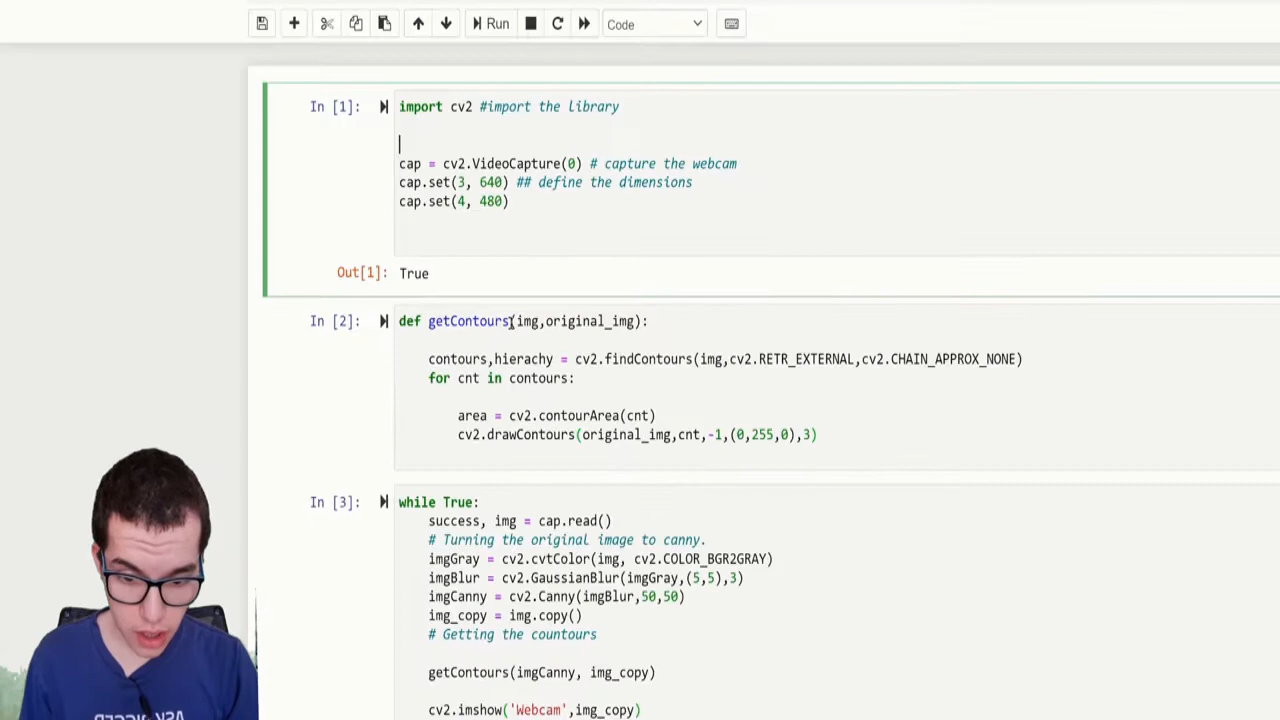 Run
Code
In [1]:
import cv2 #import the library
cap = cv2.VideoCapture(0) # capture the webcam
cap.set(3, 640) ## define the dimensions
cap.set(4, 480)
Out[1]: True
In [2]:
def getContours(img,original_img):
contours,hierachy = cv2.findContours(img,cv2.RETR_EXTERNAL,cv2.CHAIN_APPROX_NONE)
for cnt in contours:
area = cv2.contourArea(cnt)
cv2.drawContours(original_img,cnt,-1,(0,255,0),3)
In [3]:
while True:
success, img = cap.read()
# Turning the original image to canny.
imgGray = cv2.cvtColor(img, cv2.COLOR_BGR2GRAY)
imgBlur = cv2.GaussianBlur(imgGray,(5,5),3)
imgCanny = cv2.Canny(imgBlur,50,50)
img_copy = img.copy()
# Getting the countours
getContours(imgCanny, img_copy)
cv2.imshow('Webcam',img_copy)